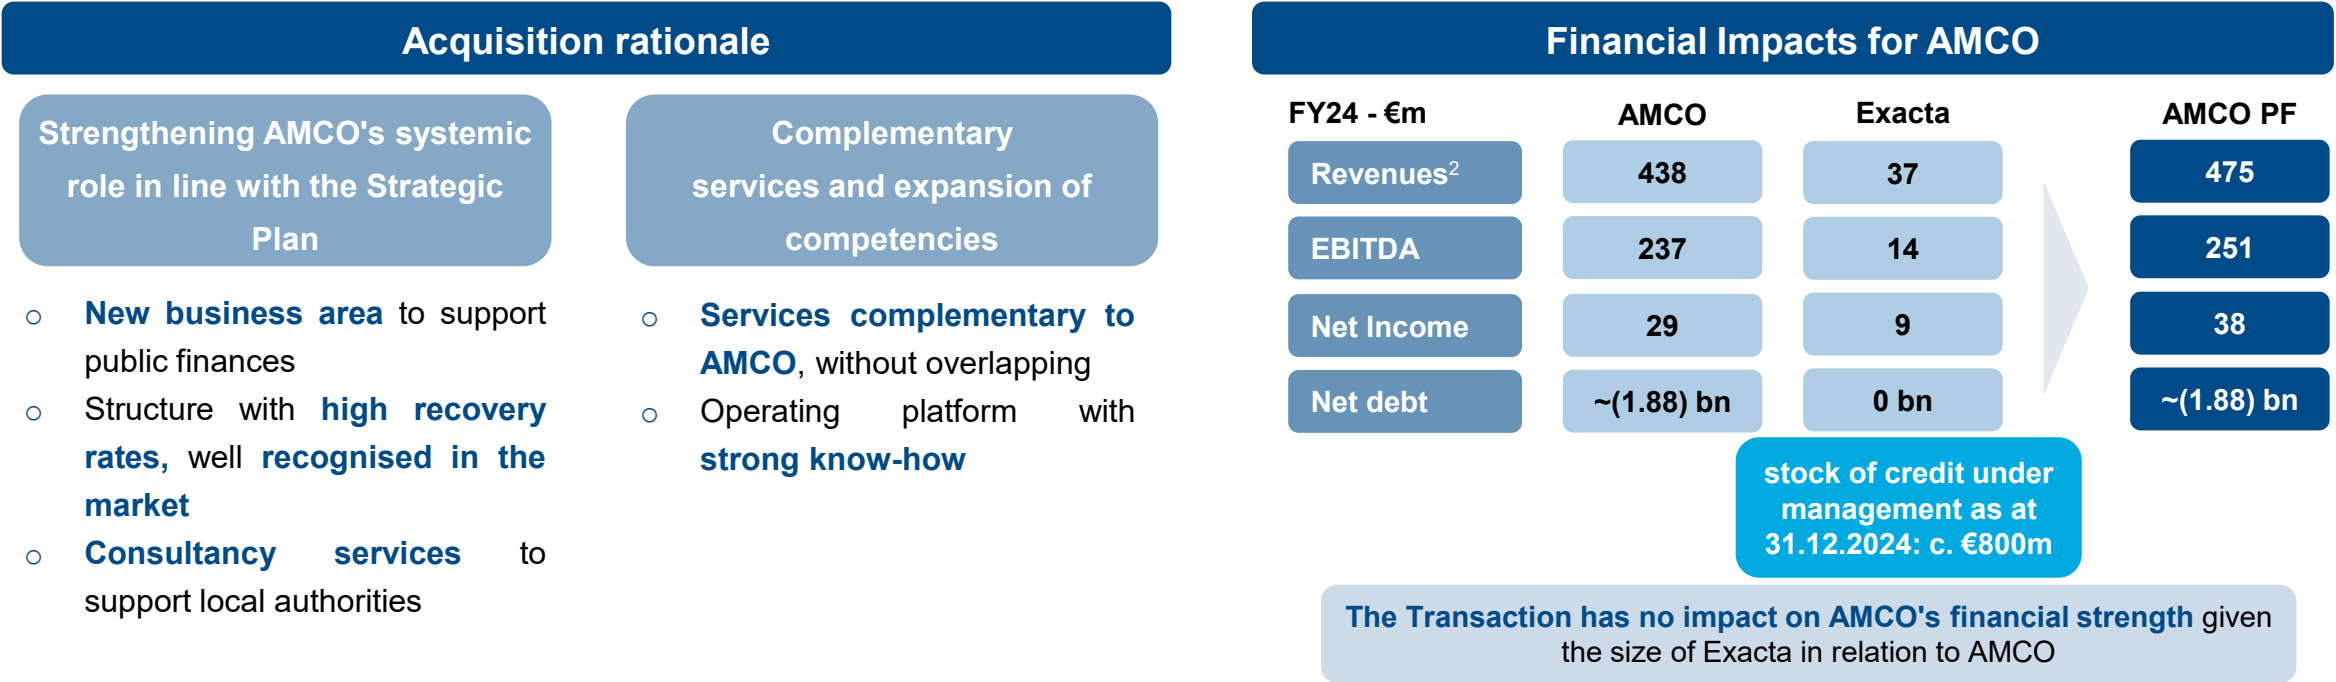 Acquisition rationale
Strengthening AMCO's systemic
role in line with the Strategic
Plan
○ New business area to support
public finances
○ Structure with high recovery
rates, well recognised in the
market
○ Consultancy services to
support local authorities
Complementary
services and expansion of
competencies
○ Services complementary to
AMCO, without overlapping
○ Operating platform with
strong know-how
Financial Impacts for AMCO
FY24 - €m AMCO Exacta AMCO PF
Revenues² 438 37 475
EBITDA 237 14 251
Net Income 29 9 38
Net debt ~(1.88) bn 0 bn ~(1.88) bn
stock of credit under
management as at
31.12.2024: c. €800m
The Transaction has no impact on AMCO's financial strength given
the size of Exacta in relation to AMCO